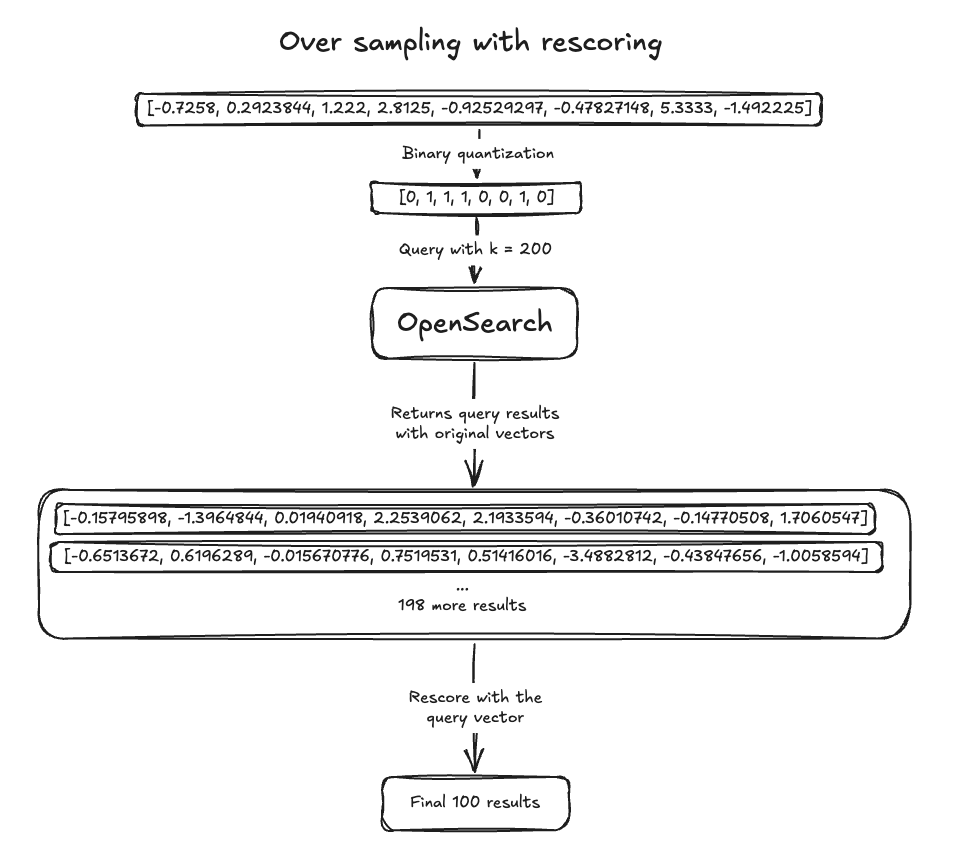 Over sampling with rescoring
[-0.7258, 0.2923844, 1.222, 2.8125, -0.92529297, -0.47827148, 5.3333, -1.492225]
Binary quantization
[0, 1, 1, 1, 0, 0, 1, 0]
Query with k = 200
OpenSearch
Returns query results
with original vectors
[-0.15795898, -1.3964844, 0.01940918, 2.2539062, 2.1933594, -0.36010742, -0.14770508, 1.7060547]
[-0.6513672, 0.6196289, -0.015670776, 0.7519531, 0.51416016, -3.4882812, -0.43847656, -1.0058594]
...
198 more results
Rescore with the
query vector
Final 100 results